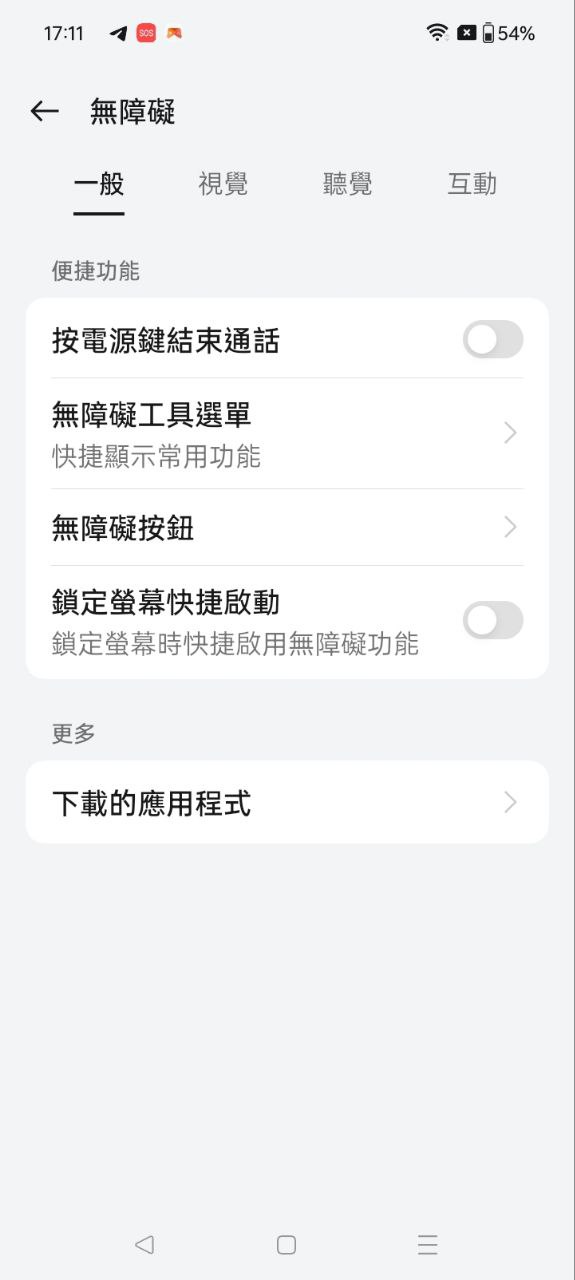 17:11 SOS 54%
無障礙
一般 視覺 聽覺 互動
便捷功能
按電源鍵結束通話
無障礙工具選單
快捷顯示常用功能
無障礙按鈕
鎖定螢幕快捷啟動
鎖定螢幕時快捷啟用無障礙功能
更多
下載的應用程式